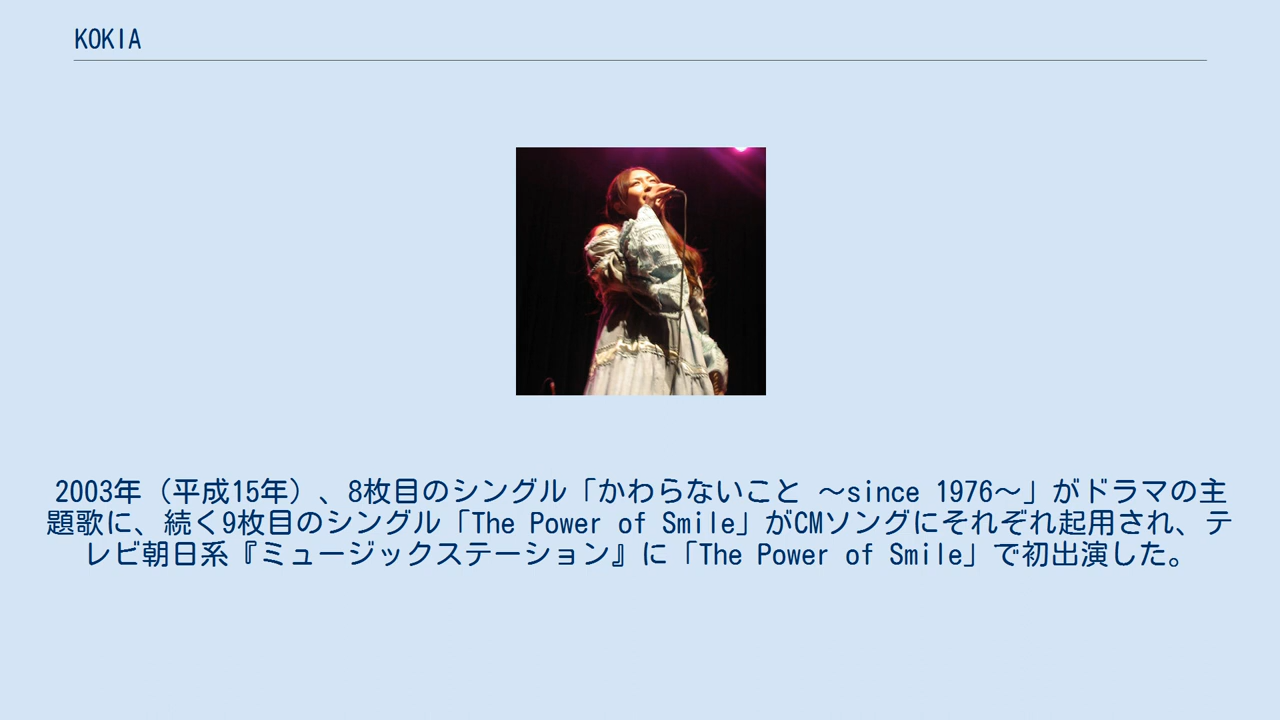 KOKIA
2003年（平成15年）、8枚目のシングル「かわらないこと ～since 1976～」がドラマの主
題歌に、続く9枚目のシングル「The Power of Smile」がCMソングにそれぞれ起用され、テ
レビ朝日系『ミュージックステーション』に「The Power of Smile」で初出演した。